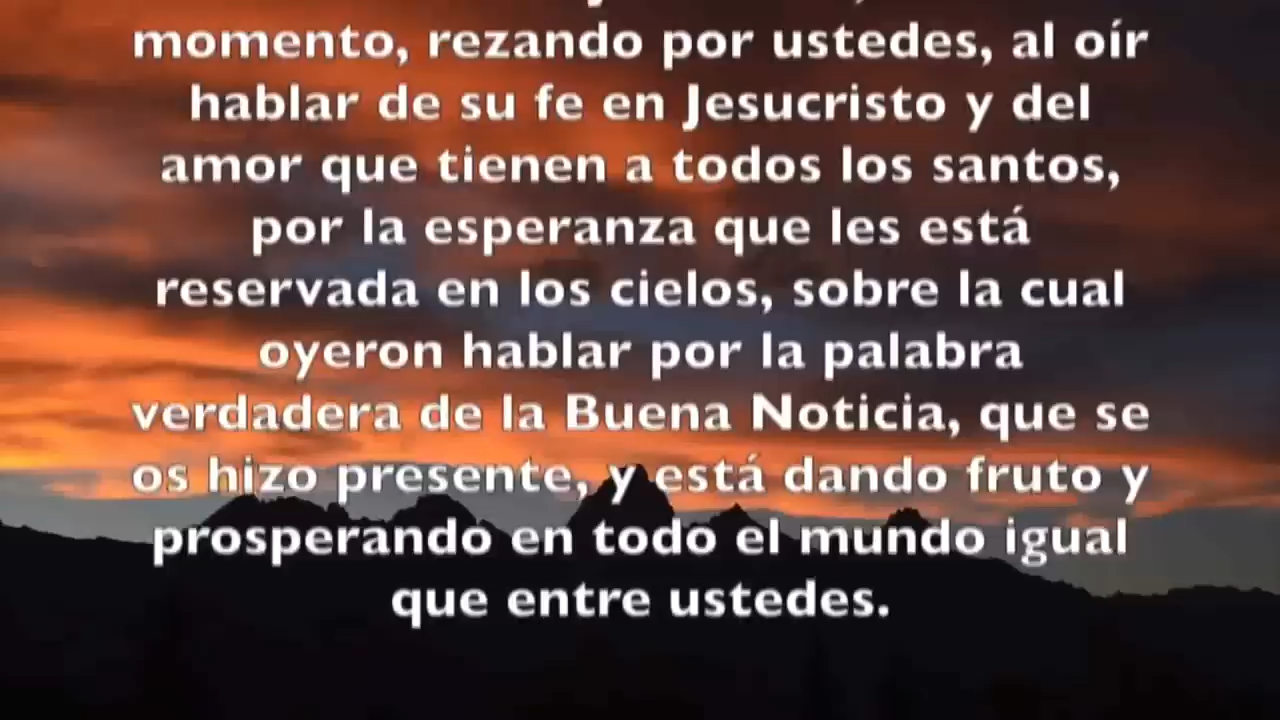 momento, rezando por ustedes, al oír
hablar de su fe en Jesucristo y del
amor que tienen a todos los santos,
por la esperanza que les está
reservada en los cielos, sobre la cual
oyeron hablar por la palabra
verdadera de la Buena Noticia, que se
os hizo presente, y está dando fruto y
prosperando en todo el mundo igual
que entre ustedes.